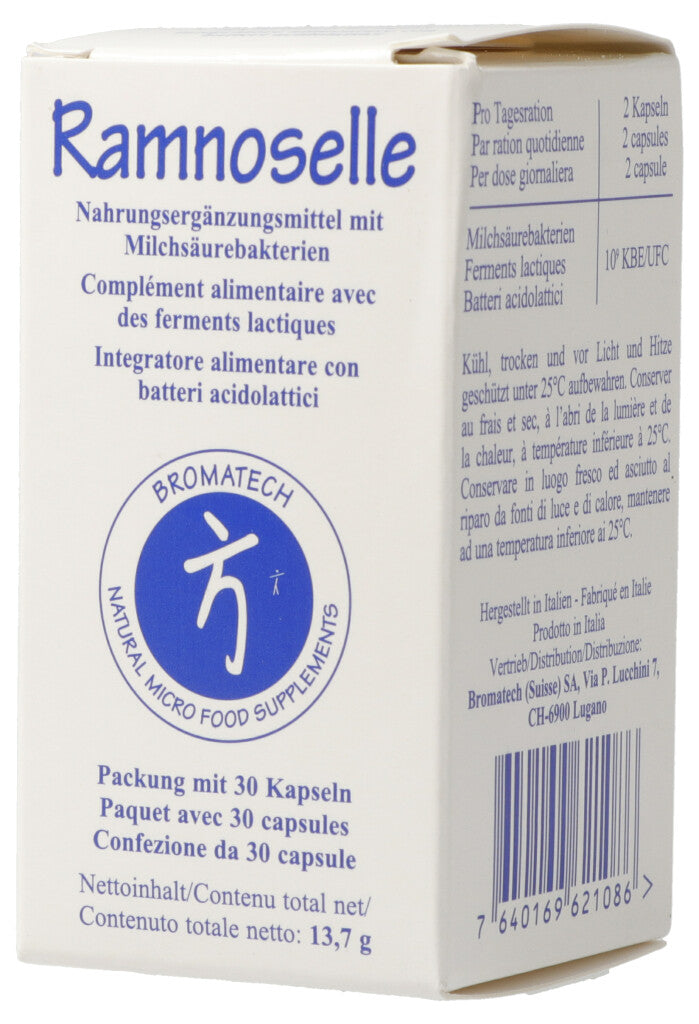 Ramnoselle
Nahrungsergänzungsmittel mit
Milchsäurebakterien
Complément alimentaire avec
des ferments lactiques
Integratore alimentare con
batteri acidolattici
BROMATECH
方
NATURAL MICRO FOOD SUPPLEMENTS
Packung mit 30 Kapseln
Paquet avec 30 capsules
Confezione da 30 capsule
Nettoinhalt/Contenu total net/
Contenuto totale netto: 13,7 g
Pro Tagesration 2 Kapseln
Par ration quotidienne 2 capsules
Per dose giornaliera 2 capsule
Milchsäurebakterien
Ferments lactiques 10⁹ KBE/UFC
Batteri acidolattici
Kühl, trocken und vor Licht und Hitze
geschützt unter 25°C aufbewahren. Conserver
au frais et sec, à l'abri de la lumière et de
la chaleur, à température inférieure à 25°C.
Conservare in luogo fresco ed asciutto al
riparo da fonti di luce e di calore, mantenere
ad una temperatura inferiore ai 25°C.
Hergestellt in Italien - Fabriqué en Italie
Prodotto in Italia
Vertrieb/Distribution/Distribuzione:
Bromatech (Suisse) SA, Via P. Lucchini 7,
CH-6900 Lugano
7 640169 621086 >